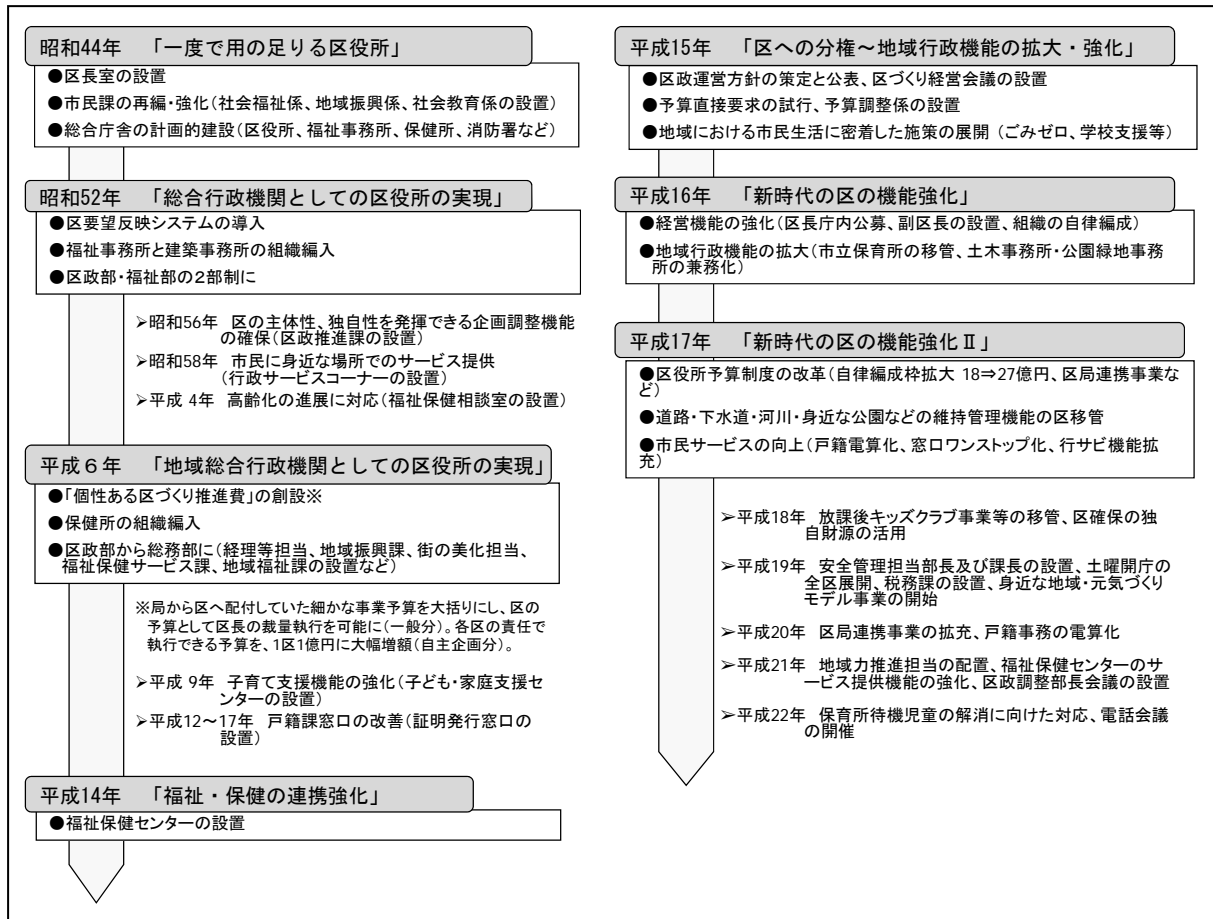 昭和44年 「一度で用の足りる区役所」
●区長室の設置
●市民課の再編・強化（社会福祉係、地域振興係、社会教育係の設置）
●総合庁舎の計画的建設（区役所、福祉事務所、保健所、消防署など）
昭和52年 「総合行政機関としての区役所の実現」
●区要望反映システムの導入
●福祉事務所と建築事務所の組織編入
●区政部・福祉部の２部制に
➢昭和56年 区の主体性、独自性を発揮できる企画調整機能
の確保（区政推進課の設置）
➢昭和58年 市民に身近な場所でのサービス提供
（行政サービスコーナーの設置）
➢平成 4年 高齢化の進展に対応（福祉保健相談室の設置）
平成６年 「地域総合行政機関としての区役所の実現」
●「個性ある区づくり推進費」の創設※
●保健所の組織編入
●区政部から総務部に（経理等担当、地域振興課、街の美化担当、
福祉保健サービス課、地域福祉課の設置など）
※局から区へ配付していた細かな事業予算を大括りにし、区の
予算として区長の裁量執行を可能に（一般分）。各区の責任で
執行できる予算を、1区1億円に大幅増額（自主企画分）。
➢平成 9年 子育て支援機能の強化（子ども・家庭支援セ
ンターの設置）
➢平成12～17年 戸籍課窓口の改善（証明発行窓口の
設置）
平成14年 「福祉・保健の連携強化」
●福祉保健センターの設置
平成15年 「区への分権～地域行政機能の拡大・強化」
●区政運営方針の策定と公表、区づくり経営会議の設置
●予算直接要求の試行、予算調整係の設置
●地域における市民生活に密着した施策の展開 （ごみゼロ、学校支援等）
平成16年 「新時代の区の機能強化」
●経営機能の強化（区長庁内公募、副区長の設置、組織の自律編成）
●地域行政機能の拡大（市立保育所の移管、土木事務所・公園緑地事務
所の兼務化）
平成17年 「新時代の区の機能強化Ⅱ」
●区役所予算制度の改革（自律編成枠拡大 18⇒27億円、区局連携事業な
ど）
●道路・下水道・河川・身近な公園などの維持管理機能の区移管
●市民サービスの向上（戸籍電算化、窓口ワンストップ化、行サビ機能拡
充）
➢平成18年 放課後キッズクラブ事業等の移管、区確保の独
自財源の活用
➢平成19年 安全管理担当部長及び課長の設置、土曜開庁の
全区展開、税務課の設置、身近な地域・元気づくり
モデル事業の開始
➢平成20年 区局連携事業の拡充、戸籍事務の電算化
➢平成21年 地域力推進担当の配置、福祉保健センターのサ
ービス提供機能の強化、区政調整部長会議の設置
➢平成22年 保育所待機児童の解消に向けた対応、電話会議
の開催